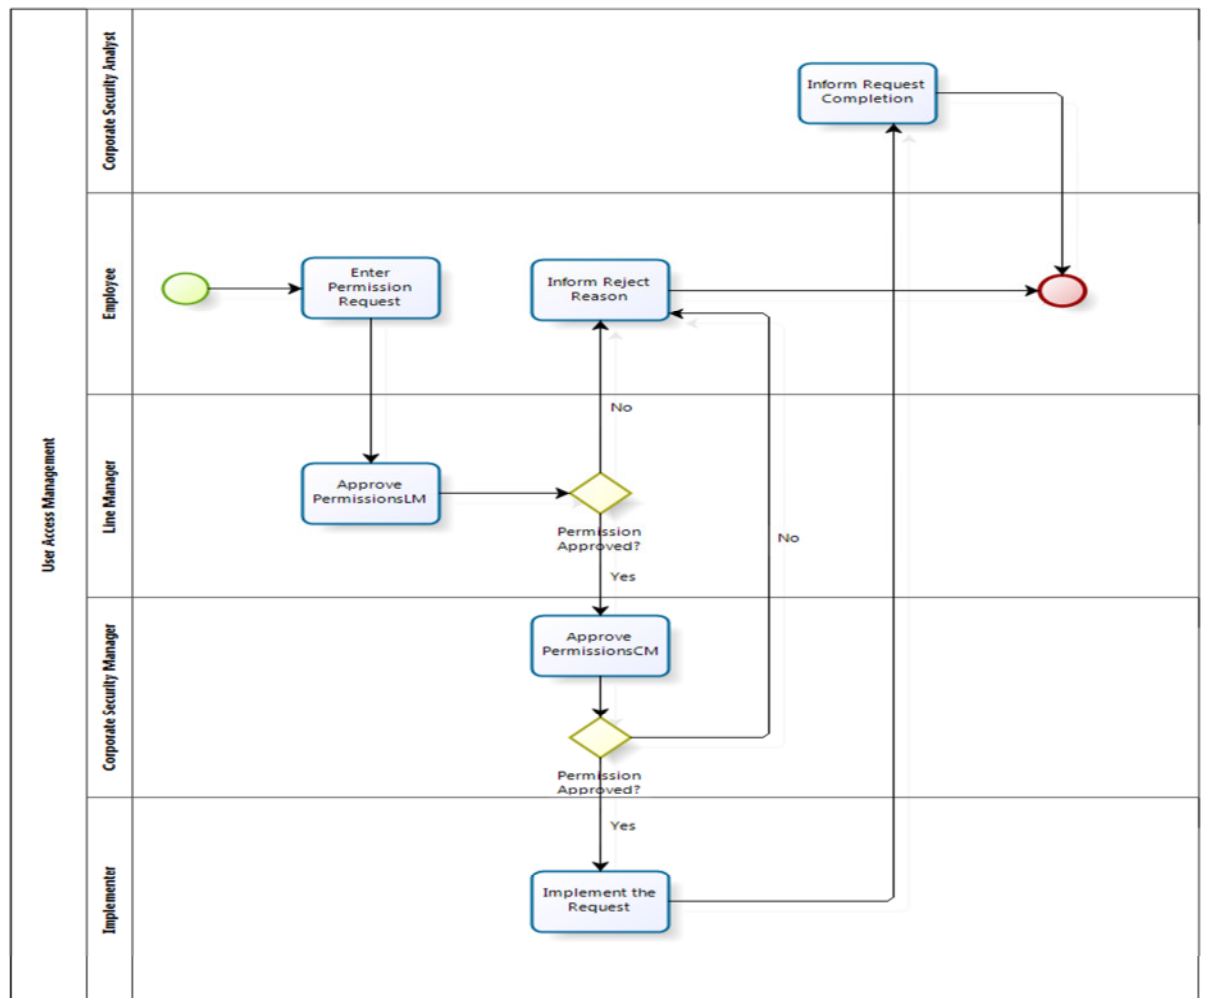 User Access Management
Corporate Security Analyst
Inform Request
Completion
Employee
Enter
Permission
Request
Inform Reject
Reason
Line Manager
No
Approve
PermissionsLM
Permission
Approved?
No
Yes
Corporate Security Manager
Approve
PermissionsCM
Permission
Approved?
Implementer
Yes
Implement the
Request